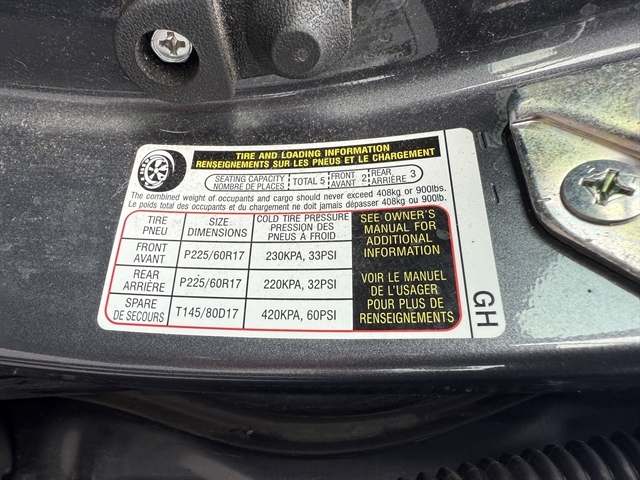 TIRE AND LOADING INFORMATION
RENSEIGNEMENTS SUR LES PNEUS ET LE CHARGEMENT
SEATING CAPACITY
NOMBRE DE PLACES
TOTAL 5
FRONT
AVANT 2
REAR
ARRIÈRE 3
The combined weight of occupants and cargo should never exceed 408kg or 900lbs.
Le poids total des occupants et du chargement ne doit jamais dépasser 408kg ou 900lb.
TIRE
PNEU
SIZE
DIMENSIONS
COLD TIRE PRESSURE
PRESSION DES
PNEUS A FROID
FRONT
AVANT
P225/60R17
230KPA, 33PSI
REAR
ARRIÈRE
P225/60R17
220KPA, 32PSI
SPARE
DE SECOURS
T145/80D17
420KPA, 60PSI
SEE OWNER'S
MANUAL FOR
ADDITIONAL
INFORMATION
VOIR LE MANUEL
DE L'USAGER
POUR PLUS DE
RENSEIGNEMENTS
GH